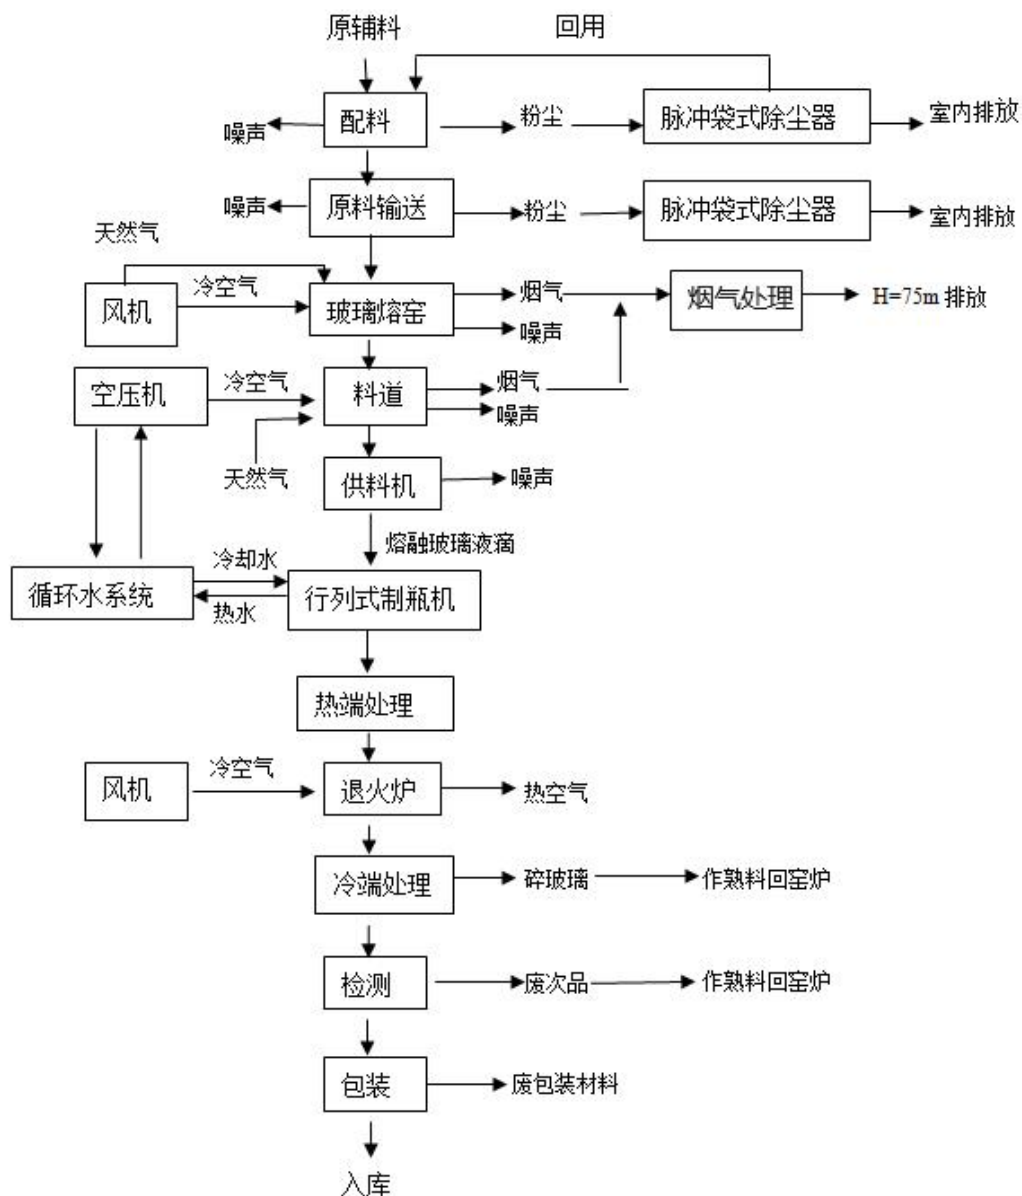 原辅料
回用
噪声
配料
粉尘
脉冲袋式除尘器
室内排放
噪声
原料输送
粉尘
脉冲袋式除尘器
室内排放
天然气
风机
冷空气
玻璃熔窑
烟气
噪声
烟气处理
H=75m 排放
空压机
冷空气
料道
烟气
噪声
天然气
供料机
噪声
熔融玻璃液滴
循环水系统
冷却水
热水
行列式制瓶机
热端处理
风机
冷空气
退火炉
热空气
冷端处理
碎玻璃
作熟料回窑炉
检测
废次品
作熟料回窑炉
包装
废包装材料
入库